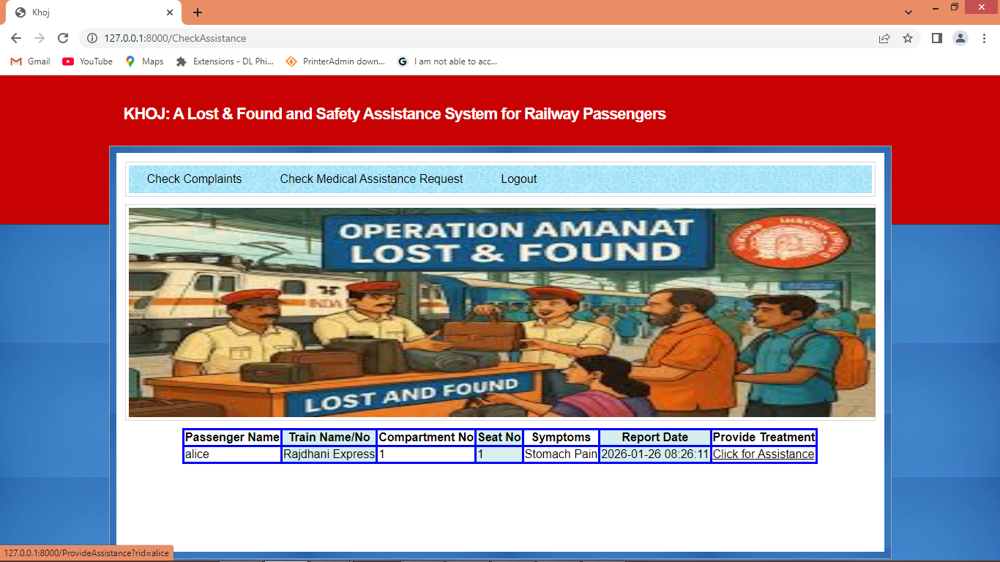 Khoj
127.0.0.1:8000/CheckAssistance
Gmail YouTube Maps Extensions - DL Phi... PrinterAdmin down... I am not able to acc...
KHOJ: A Lost & Found and Safety Assistance System for Railway Passengers
Check Complaints Check Medical Assistance Request Logout
OPERATION AMANAT
LOST & FOUND
LOST AND FOUND
Passenger Name Train Name/No Compartment No Seat No Symptoms Report Date Provide Treatment
alice Rajdhani Express 1 1 Stomach Pain 2026-01-26 08:26:11 Click for Assistance
127.0.0.1:8000/ProvideAssistance?rid=alice